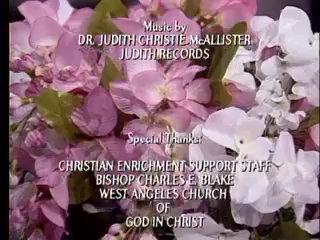 Music by
DR. JUDITH CHRISTIE McALLISTER
JUDITH RECORDS
Special Thanks:
CHRISTIAN ENRICHMENT SUPPORT STAFF
BISHOP CHARLES E. BLAKE
WEST ANGELES CHURCH
OF
GOD IN CHRIST